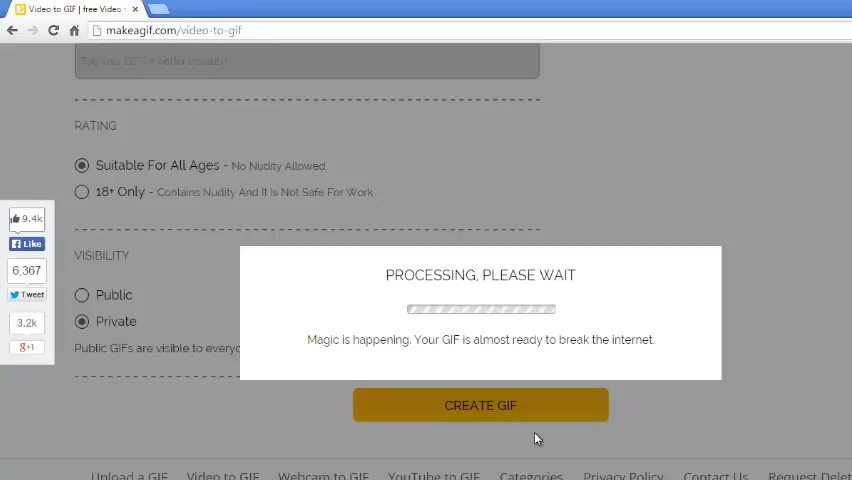 Video to GIF | free Video
makeagif.com/video-to-gif
Tag your GIF for better visibility!
RATING
Suitable For All Ages - No Nudity Allowed.
18+ Only - Contains Nudity And It Is Not Safe For Work.
9.4k
Like
6,367
Tweet
3.2k
+1
VISIBILITY
Public
Private
Public GIFs are visible to everyo
PROCESSING, PLEASE WAIT
Magic is happening. Your GIF is almost ready to break the internet.
CREATE GIF
Upload a GIF Video to GIF Webcam to GIF YouTube to GIF Categories Privacy Policy Contact Us Request Delet